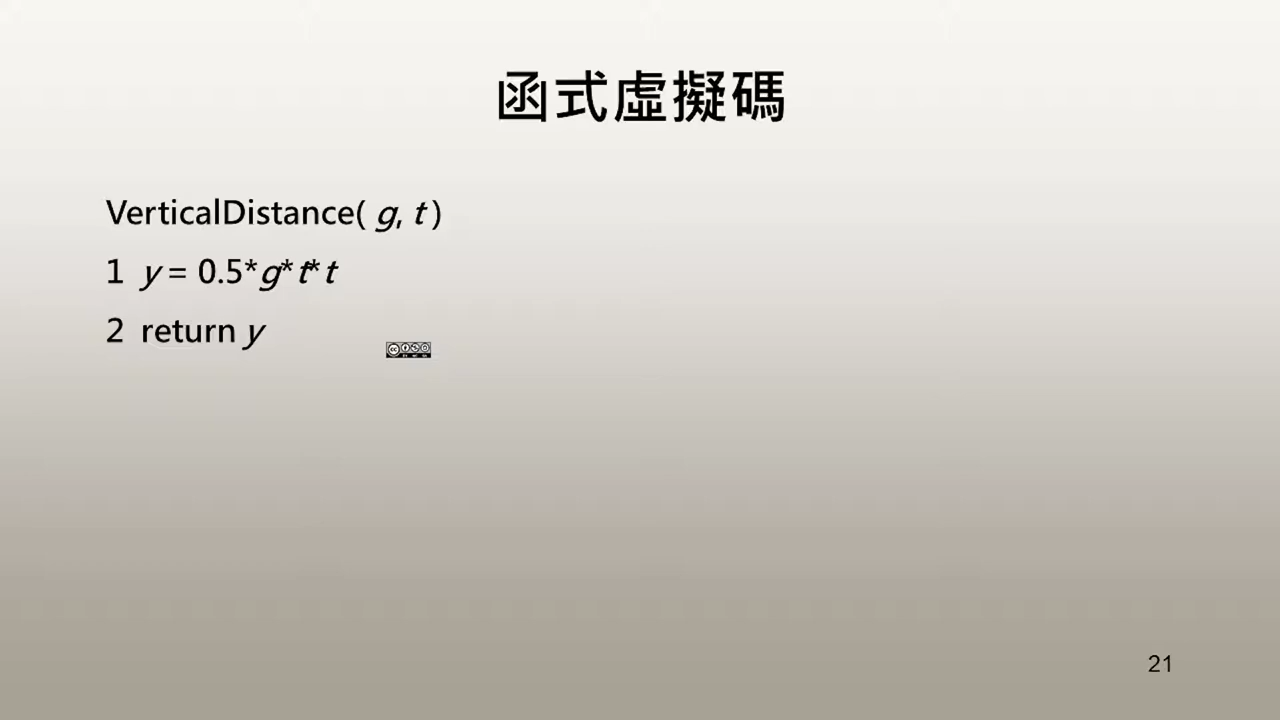 函式虛擬碼
VerticalDistance( g, t )
1 y = 0.5*g*t*t
2 return y
21